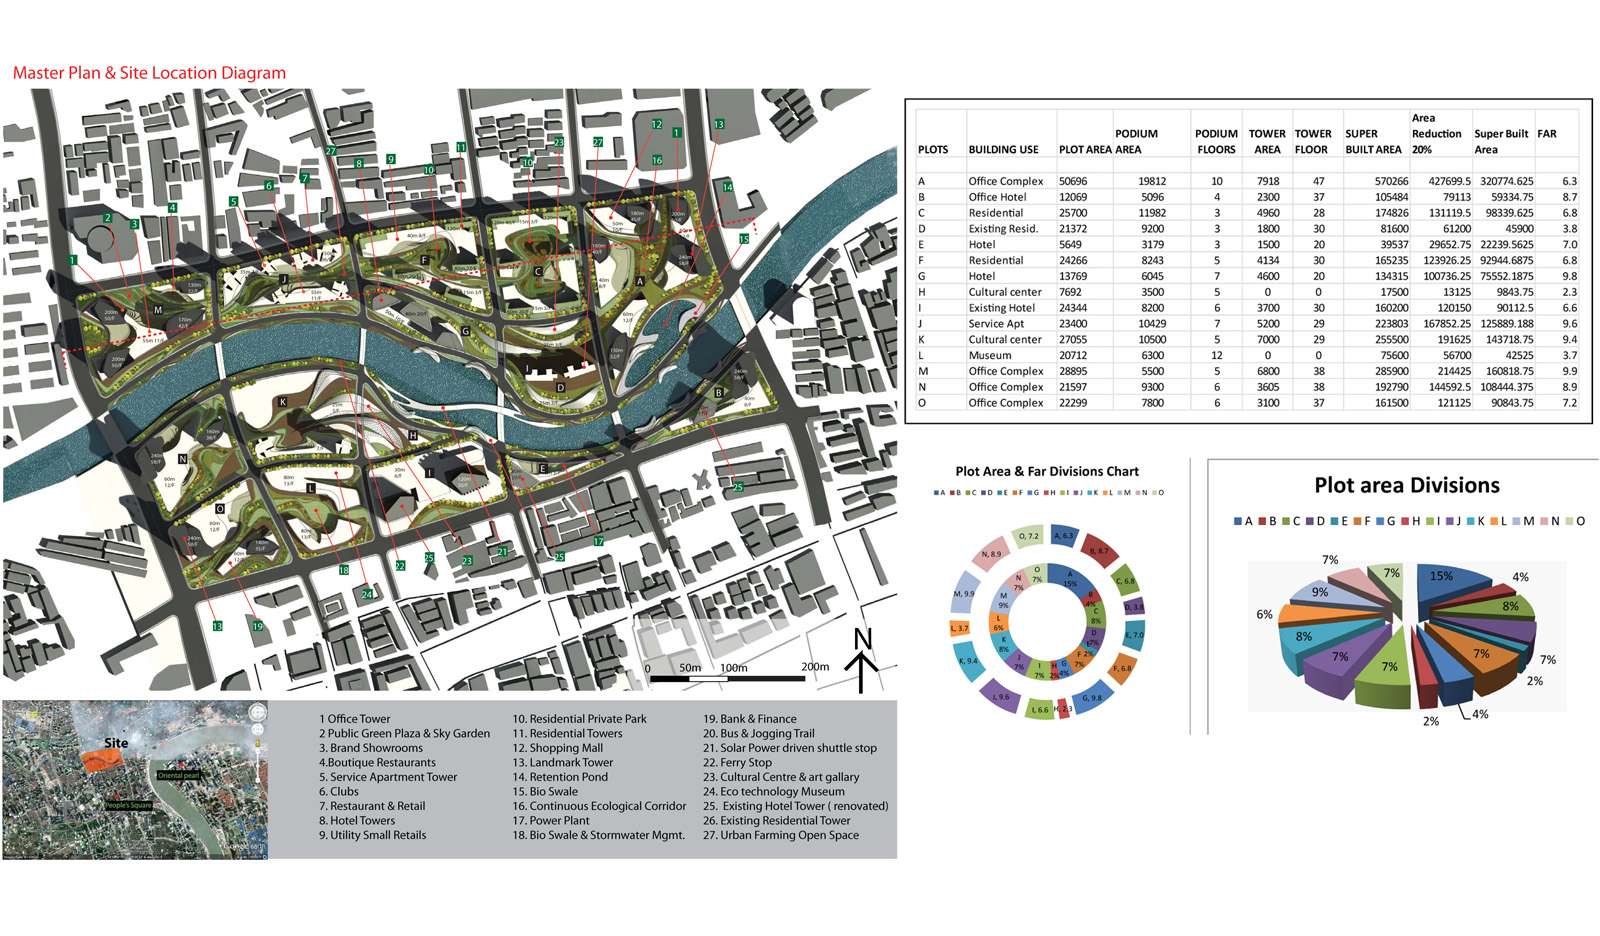 Master Plan & Site Location Diagram
PLOTS BUILDING USE PLOT AREA PODIUM AREA PODIUM FLOORS TOWER AREA TOWER FLOOR SUPER BUILT AREA Area Reduction 20% Super Built Area FAR
A Office Complex 50696 19812 10 7918 47 570266 427699.5 320774.625 6.3
B Office Hotel 12069 5096 4 2300 37 105484 79113 59334.75 8.7
C Residential 25700 11982 3 4960 28 174826 131119.5 98339.625 6.8
D Existing Resid. 21372 9200 3 1800 30 81600 61200 45900 3.8
E Hotel 5649 3179 3 1500 20 39537 29652.75 22239.5625 7.0
F Residential 24266 8243 5 4134 30 165235 123926.25 92944.6875 6.8
G Hotel 13769 6045 7 4600 20 134315 100736.25 75552.1875 9.8
H Cultural center 7692 3500 5 0 0 17500 13125 9843.75 2.3
I Existing Hotel 24344 8200 6 3700 30 160200 120150 90112.5 6.6
J Service Apt 23400 10429 7 5200 29 223803 167852.25 125889.188 9.6
K Cultural center 27055 10500 5 7000 29 255500 191625 143718.75 9.4
L Museum 20712 6300 12 0 0 75600 56700 42525 3.7
M Office Complex 28895 5500 5 6800 38 285900 214425 160818.75 9.9
N Office Complex 21597 9300 6 3605 38 192790 144592.5 108444.375 8.9
O Office Complex 22299 7800 6 3100 37 161500 121125 90843.75 7.2
Plot Area & Far Divisions Chart
A B C D E F G H I J K L M N O
A, 6.3
B, 8.7
C, 6.8
D, 3.8
E, 7.0
F, 6.8
G, 9.8
H, 2.3
I, 6.6
J, 9.6
K, 9.4
L, 3.7
M, 9.9
N, 8.9
O, 7.2
A 15%
B 4%
C 8%
D 7%
F 7%
G 4%
H 2%
I 7%
J 7%
K 8%
L 6%
M 9%
N 7%
O 7%
Plot area Divisions
A B C D E F G H I J K L M N O
15%
4%
8%
7%
2%
7%
4%
2%
7%
7%
8%
6%
9%
7%
7%
N
0 50m 100m 200m
Site
Oriental pearl
People's Square
1 Office Tower
2 Public Green Plaza & Sky Garden
3. Brand Showrooms
4.Boutique Restaurants
5. Service Apartment Tower
6. Clubs
7. Restaurant & Retail
8. Hotel Towers
9. Utility Small Retails
10. Residential Private Park
11. Residential Towers
12. Shopping Mall
13. Landmark Tower
14. Retention Pond
15. Bio Swale
16. Continuous Ecological Corridor
17. Power Plant
18. Bio Swale & Stormwater Mgmt.
19. Bank & Finance
20. Bus & Jogging Trail
21. Solar Power driven shuttle stop
22. Ferry Stop
23. Cultural Centre & art gallary
24. Eco technology Museum
25. Existing Hotel Tower ( renovated)
26. Existing Residential Tower
27. Urban Farming Open Space